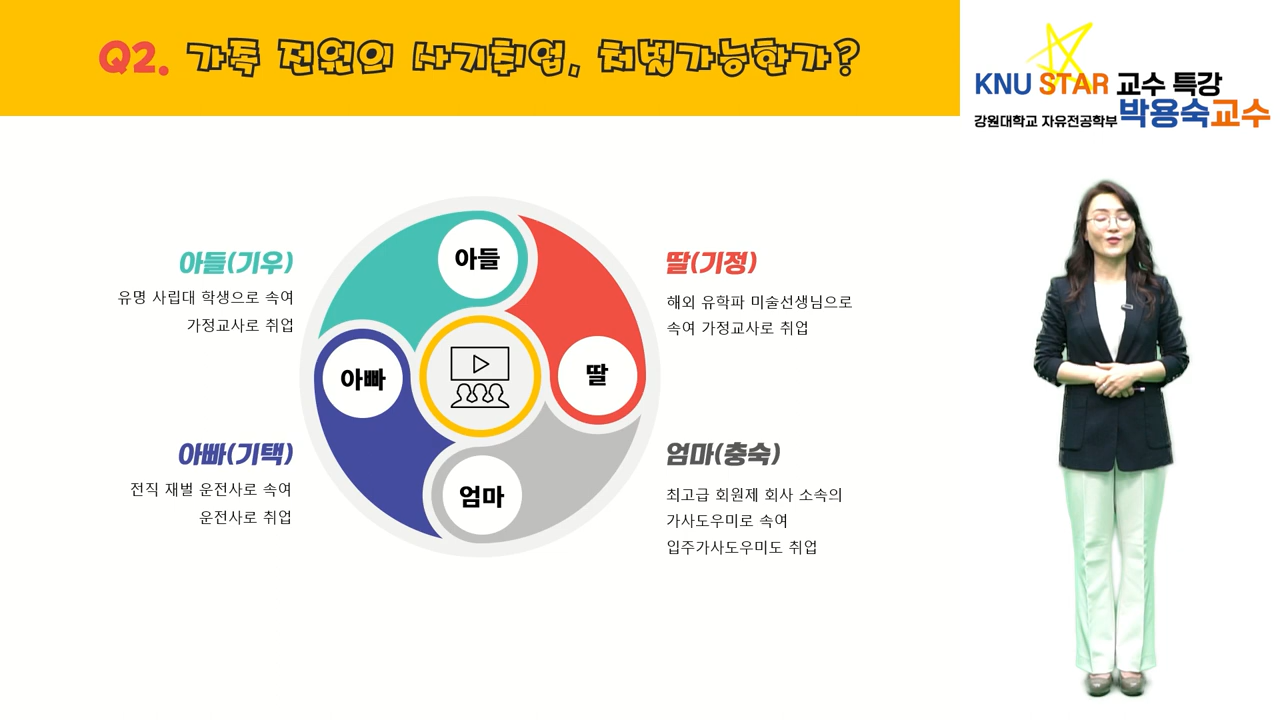 Q2. 가족 전원의 사기취업, 처벌가능한가?
KNU STAR 교수 특강
강원대학교 자유전공학부 박용숙교수
아들(기우)
유명 사립대 학생으로 속여
가정교사로 취업
딸(기정)
해외 유학파 미술선생님으로
속여 가정교사로 취업
아들
아빠
딸
엄마
아빠(기택)
전직 재벌 운전사로 속여
운전사로 취업
엄마(충숙)
최고급 회원제 회사 소속의
가사도우미로 속여
입주가사도우미도 취업